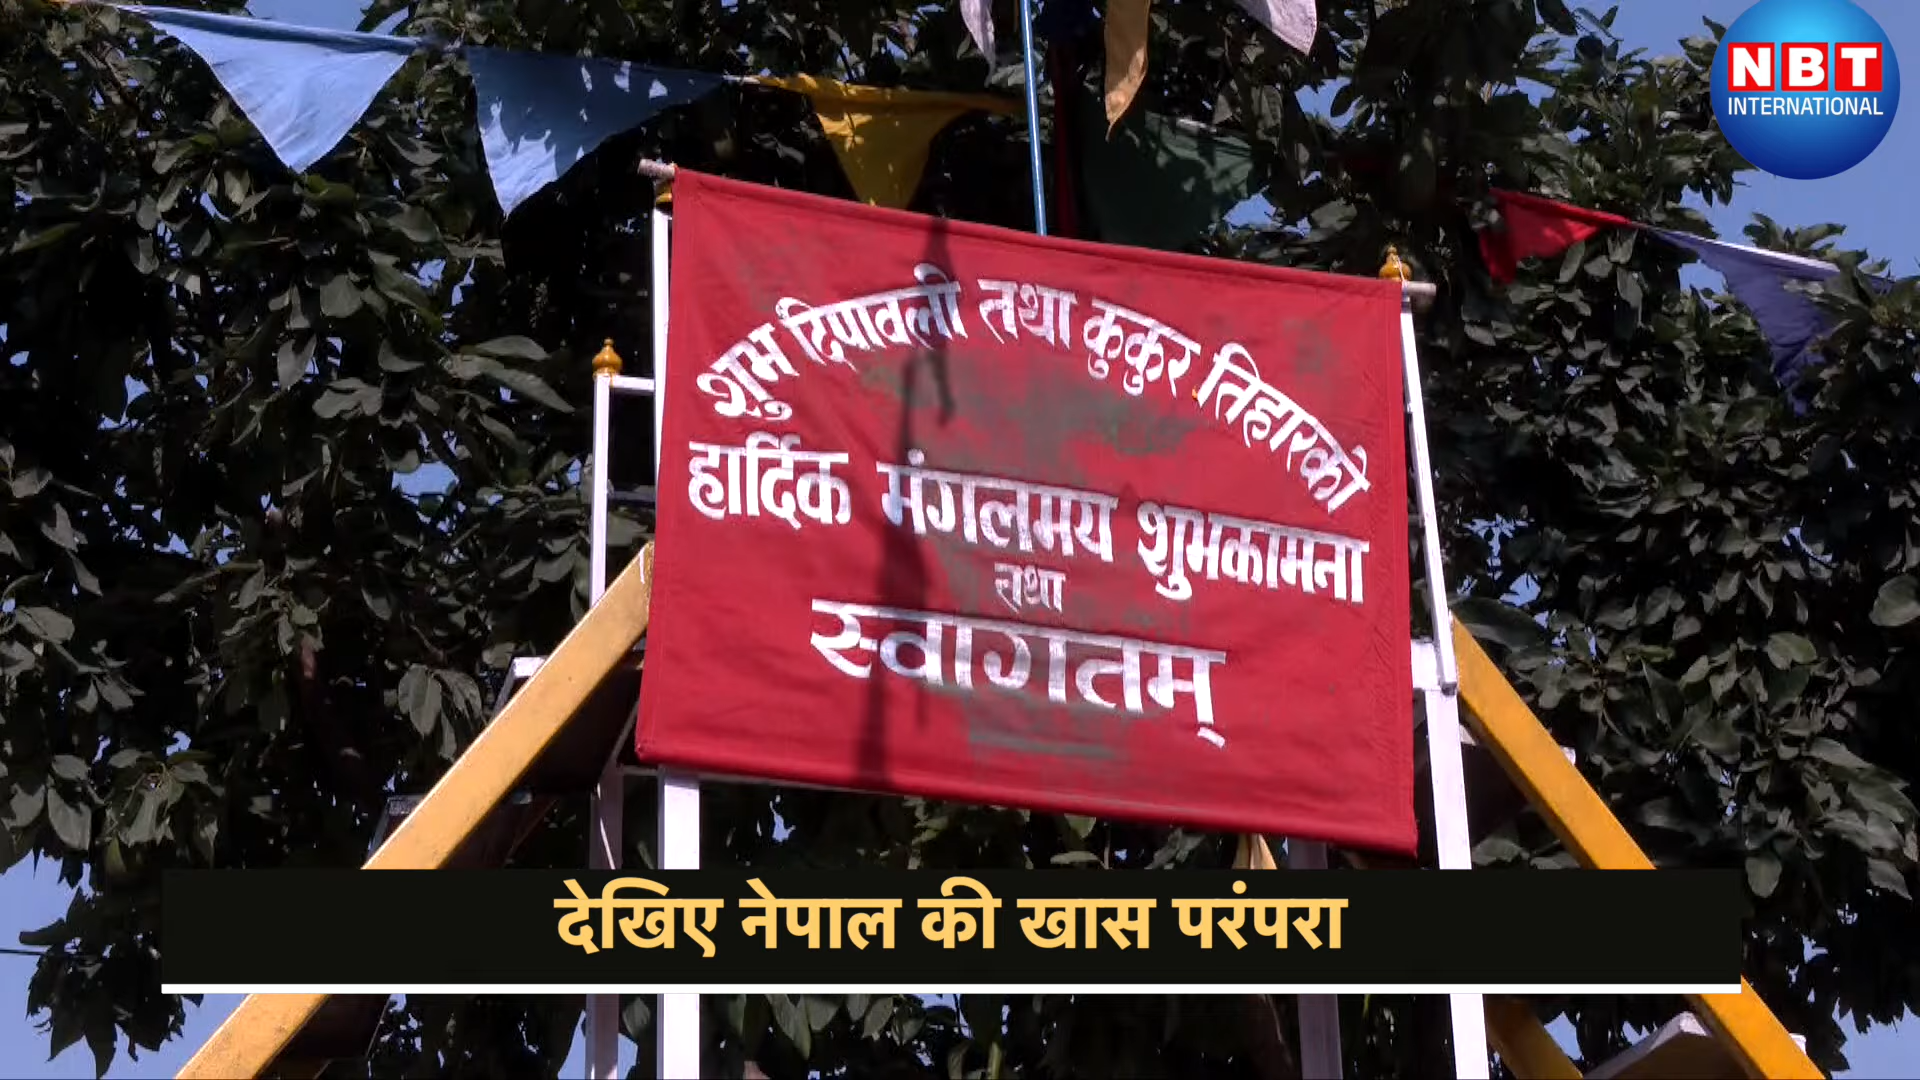 NBT
INTERNATIONAL
शुभ दिपावली तथा कुकुर तिहारको
हार्दिक मंगलमय शुभकामना
तथा
स्वागतम्
देखिए नेपाल की खास परंपरा